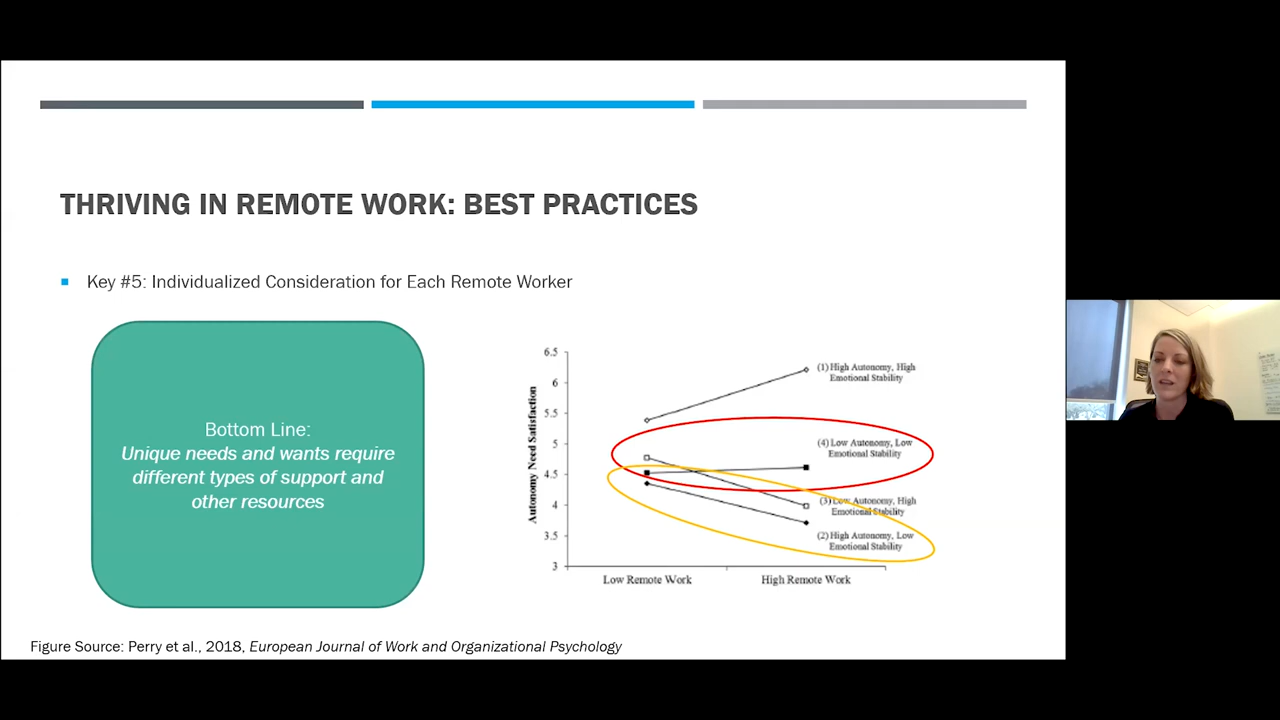 THRIVING IN REMOTE WORK: BEST PRACTICES
Key #5: Individualized Consideration for Each Remote Worker
Bottom Line:
Unique needs and wants require
different types of support and
other resources
Autonomy Need Satisfaction
6.5
6
5.5
5
4.5
4
3.5
3
(1) High Autonomy, High
Emotional Stability
(4) Low Autonomy, Low
Emotional Stability
(3) Low Autonomy, High
Emotional Stability
(2) High Autonomy, Low
Emotional Stability
Low Remote Work
High Remote Work
Figure Source: Perry et al., 2018, European Journal of Work and Organizational Psychology